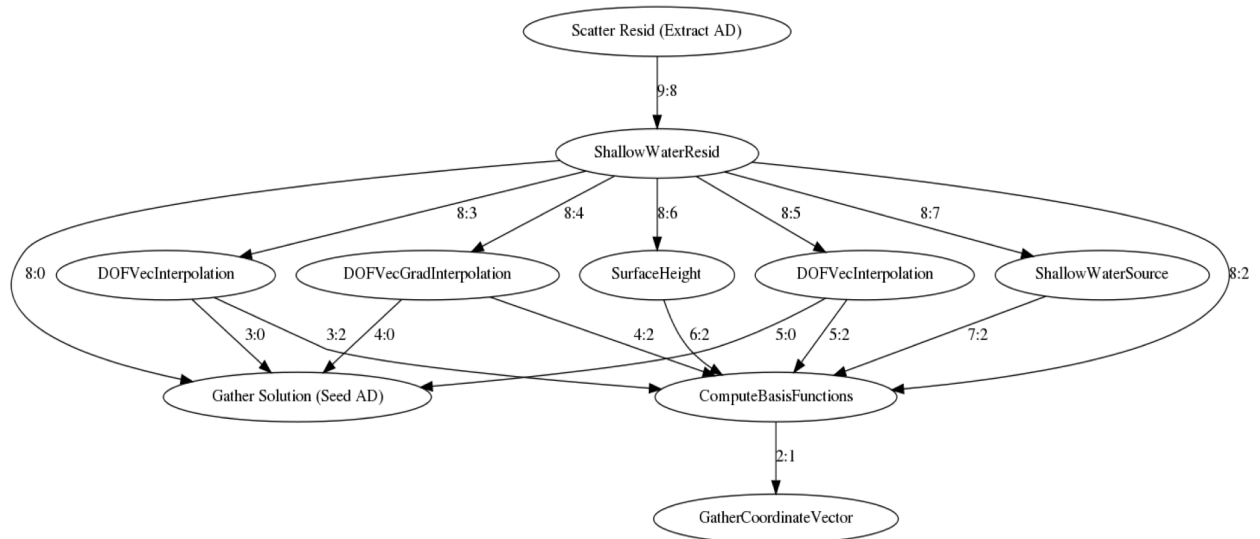 Scatter Resid (Extract AD)
9:8
ShallowWaterResid
8:3
8:4
8:6
8:5
8:7
8:0
DOFVecInterpolation
DOFVecGradInterpolation
SurfaceHeight
DOFVecInterpolation
ShallowWaterSource
8:2
3:0
3:2
4:0
4:2
6:2
5:0
5:2
7:2
Gather Solution (Seed AD)
ComputeBasisFunctions
2:1
GatherCoordinateVector